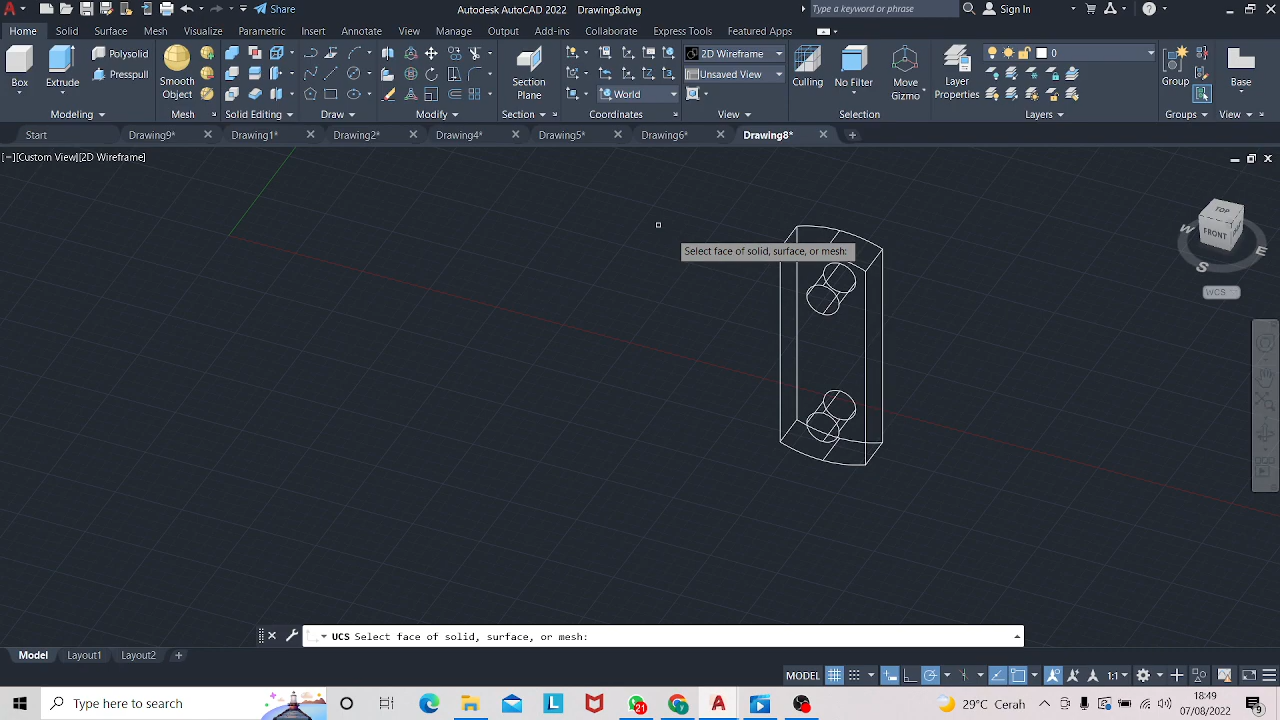 Share
Autodesk AutoCAD 2022 Drawing8.dwg
Type a keyword or phrase
Sign In
Home Solid Surface Mesh Visualize Parametric Insert Annotate View Manage Output Add-ins Collaborate Express Tools Featured Apps
Box
Extrude
Polysolid
Presspull
Smooth
Object
Section
Plane
World
2D Wireframe
Unsaved View
Culling
No Filter
Move
Gizmo
Layer
Properties
0
Group
Base
Modeling Mesh Solid Editing Draw Modify Section Coordinates View Selection Layers Groups View
Start Drawing9* Drawing1* Drawing2* Drawing4* Drawing5* Drawing6* Drawing8*
[−][Custom View][2D Wireframe]
TOP
FRONT
W
S
E
WCS
Select face of solid, surface, or mesh:
UCS Select face of solid, surface, or mesh:
Model Layout1 Layout2
MODEL
1:1
Type here to search
L
21
A
29°C Cerah
18:49
07/08/2022